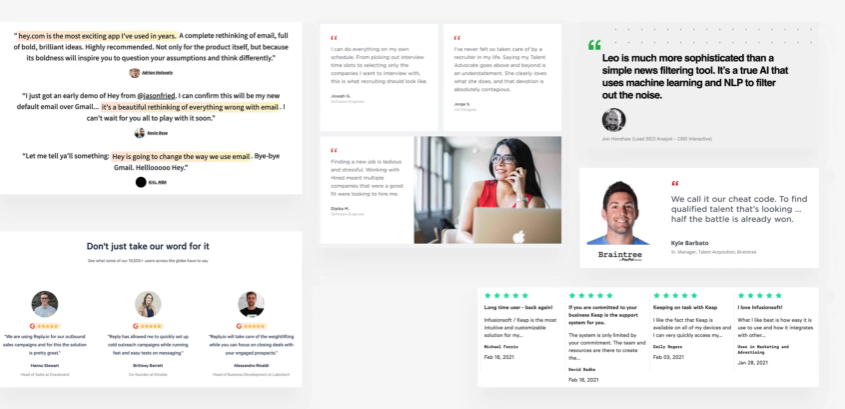 "hey.com is the most exciting app I've used in years. A complete rethinking of email, full
of bold, brilliant ideas. Highly recommended. Not only for the product itself, but because
its boldness will inspire you to question your assumptions and think differently."
Adrian Holovaty
"I just got an early demo of Hey from @jasonfried. I can confirm this will be my new
default email over Gmail... it's a beautiful rethinking of everything wrong with email. I
can't wait for you all to play with it soon."
Kevin Rose
"Let me tell ya'll something: Hey is going to change the way we use email. Bye-bye
Gmail. Hellloooo Hey."
Don't just take our word for it
See what some of our 10,000+ users across the globe have to say
"We are using Reply.io for our outbound
sales campaigns and for this the solution
is pretty great."
Hanno Stewart
Head of Sales at
"Reply has allowed me to quickly set up
cold outreach campaigns while running
fast and easy tests on messaging."
Brittney Barrett
Co-founder at
"Reply.io will take care of the weightlifting
while you can focus on closing deals with
your engaged prospects."
Alessandro Rinaldi
Head of Business Development at
I can do everything on my own
schedule. From picking out interview
time slots to selecting only the
companies I want to interview with,
this is what recruiting should look like.
Joseph G.
Software Engineer
I've never felt so taken care of by a
recruiter in my life. Saying my Talent
Advocate goes above and beyond is
an understatement. She clearly loves
what she does, and that devotion is
absolutely contagious.
Jorge S.
UX Designer
Finding a new job is tedious
and stressful. Working with
Hired meant multiple
companies that were a good
fit were looking to hire me.
Dipika M.
Software Engineer
Leo is much more sophisticated than a
simple news filtering tool. It's a true AI that
uses machine learning and NLP to filter
out the noise.
Jon Henshaw (Lead SEO Analyst - CBS Interactive)
We call it our cheat code. To find
qualified talent that's looking ...
half the battle is already won.
Kyle Barbato
Sr. Manager, Talent Acquisition, Braintree
Braintree
A PayPal Service
Long time user - back again!
Infusionsoft / Keap is the most
intuitive and customizable
solution for my...
Michael
Feb 18, 2021
If you are committed to your
business Keap is the support
system for you.
The system is only limited by
your commitment. The team and
resources are there to create
the...
David
Feb 18, 2021
Keeping on task with Keap
I like the fact that Keap is
available on all of my devices and
I can very quickly access my...
Emily Rogers
Feb 03, 2021
I love Infusionsoft!
What I like best is how easy it is
to use and how it integrates
with other...
User in Marketing and
Advertising
Jan 28, 2021